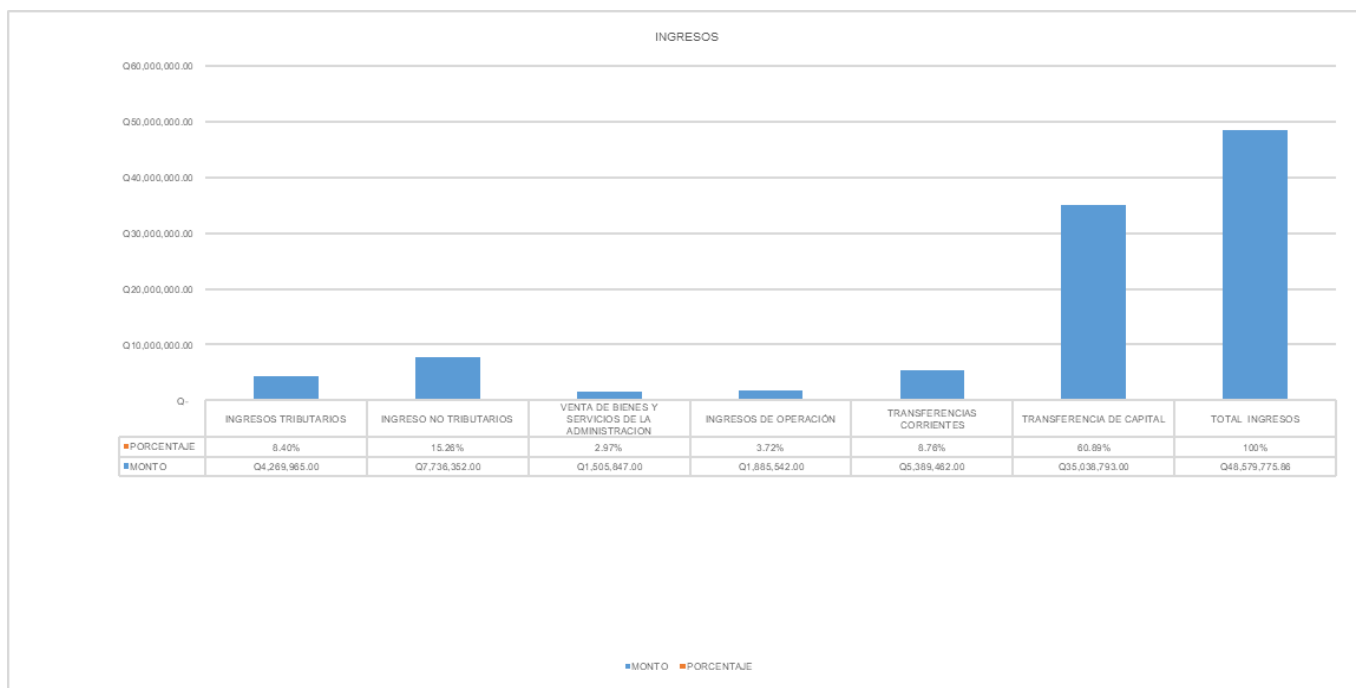 INGRESOS
Q60,000,000.00
Q50,000,000.00
Q40,000,000.00
Q30,000,000.00
Q20,000,000.00
Q10,000,000.00
Q-
INGRESOS TRIBUTARIOS
INGRESO NO TRIBUTARIOS
VENTA DE BIENES Y
SERVICIOS DE LA
ADMINISTRACION
INGRESOS DE OPERACIÓN
TRANSFERENCIAS
CORRIENTES
TRANSFERENCIA DE CAPITAL
TOTAL INGRESOS
PORCENTAJE 8.40% 15.26% 2.97% 3.72% 8.76% 60.89% 100%
MONTO Q4,269,965.00 Q7,736,352.00 Q1,505,847.00 Q1,885,542.00 Q5,389,462.00 Q35,038,793.00 Q48,579,775.86
MONTO PORCENTAJE